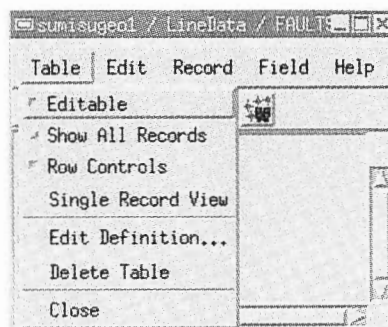 sumisugeo1 / LineData / FAULTS
Table Edit Record Field Help
Editable
Show All Records
Row Controls
Single Record View
Edit Definition...
Delete Table
Close